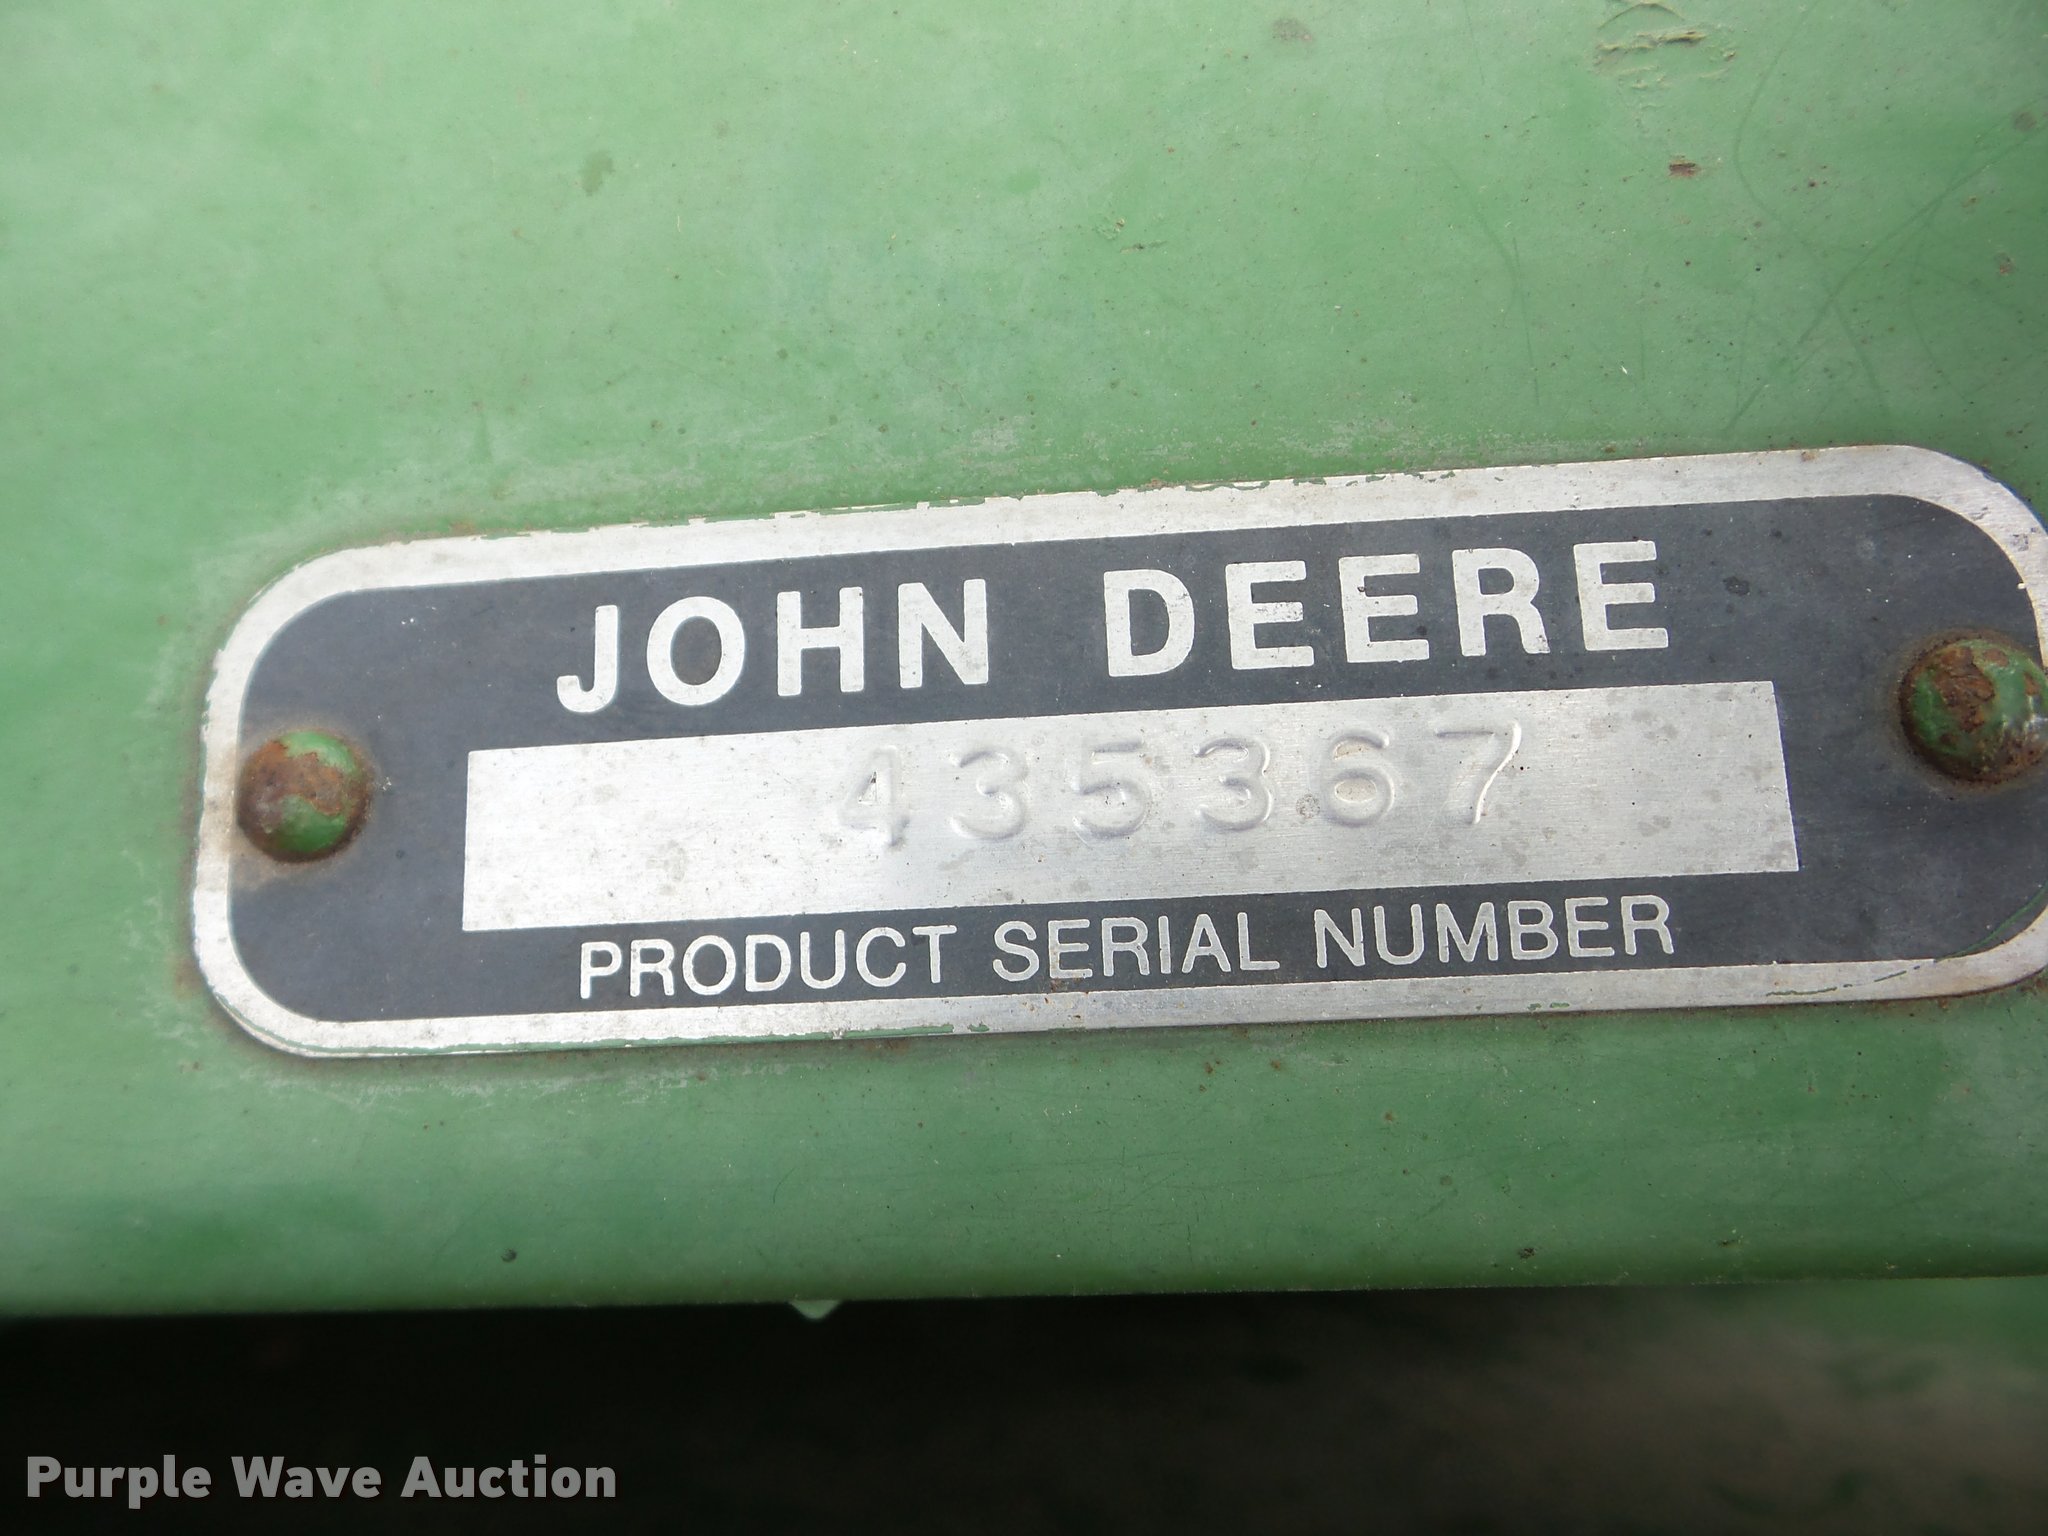 JOHN DEERE
435367
PRODUCT SERIAL NUMBER
Purple Wave Auction